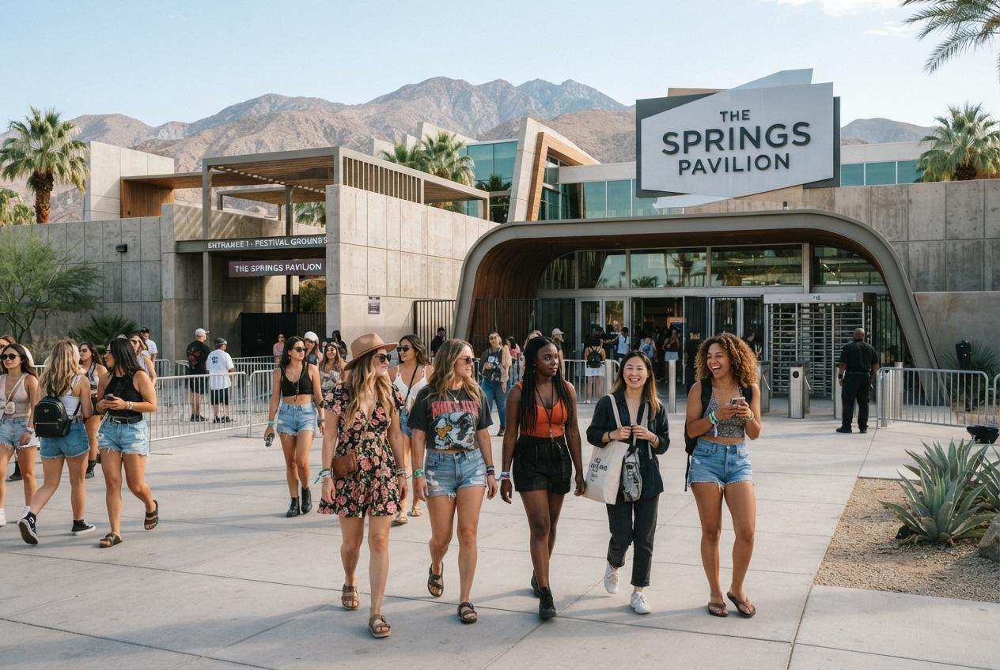 THE
SPRINGS
PAVILION
ENTRANCE 1 · FESTIVAL GROUNDS
THE SPRINGS PAVILION